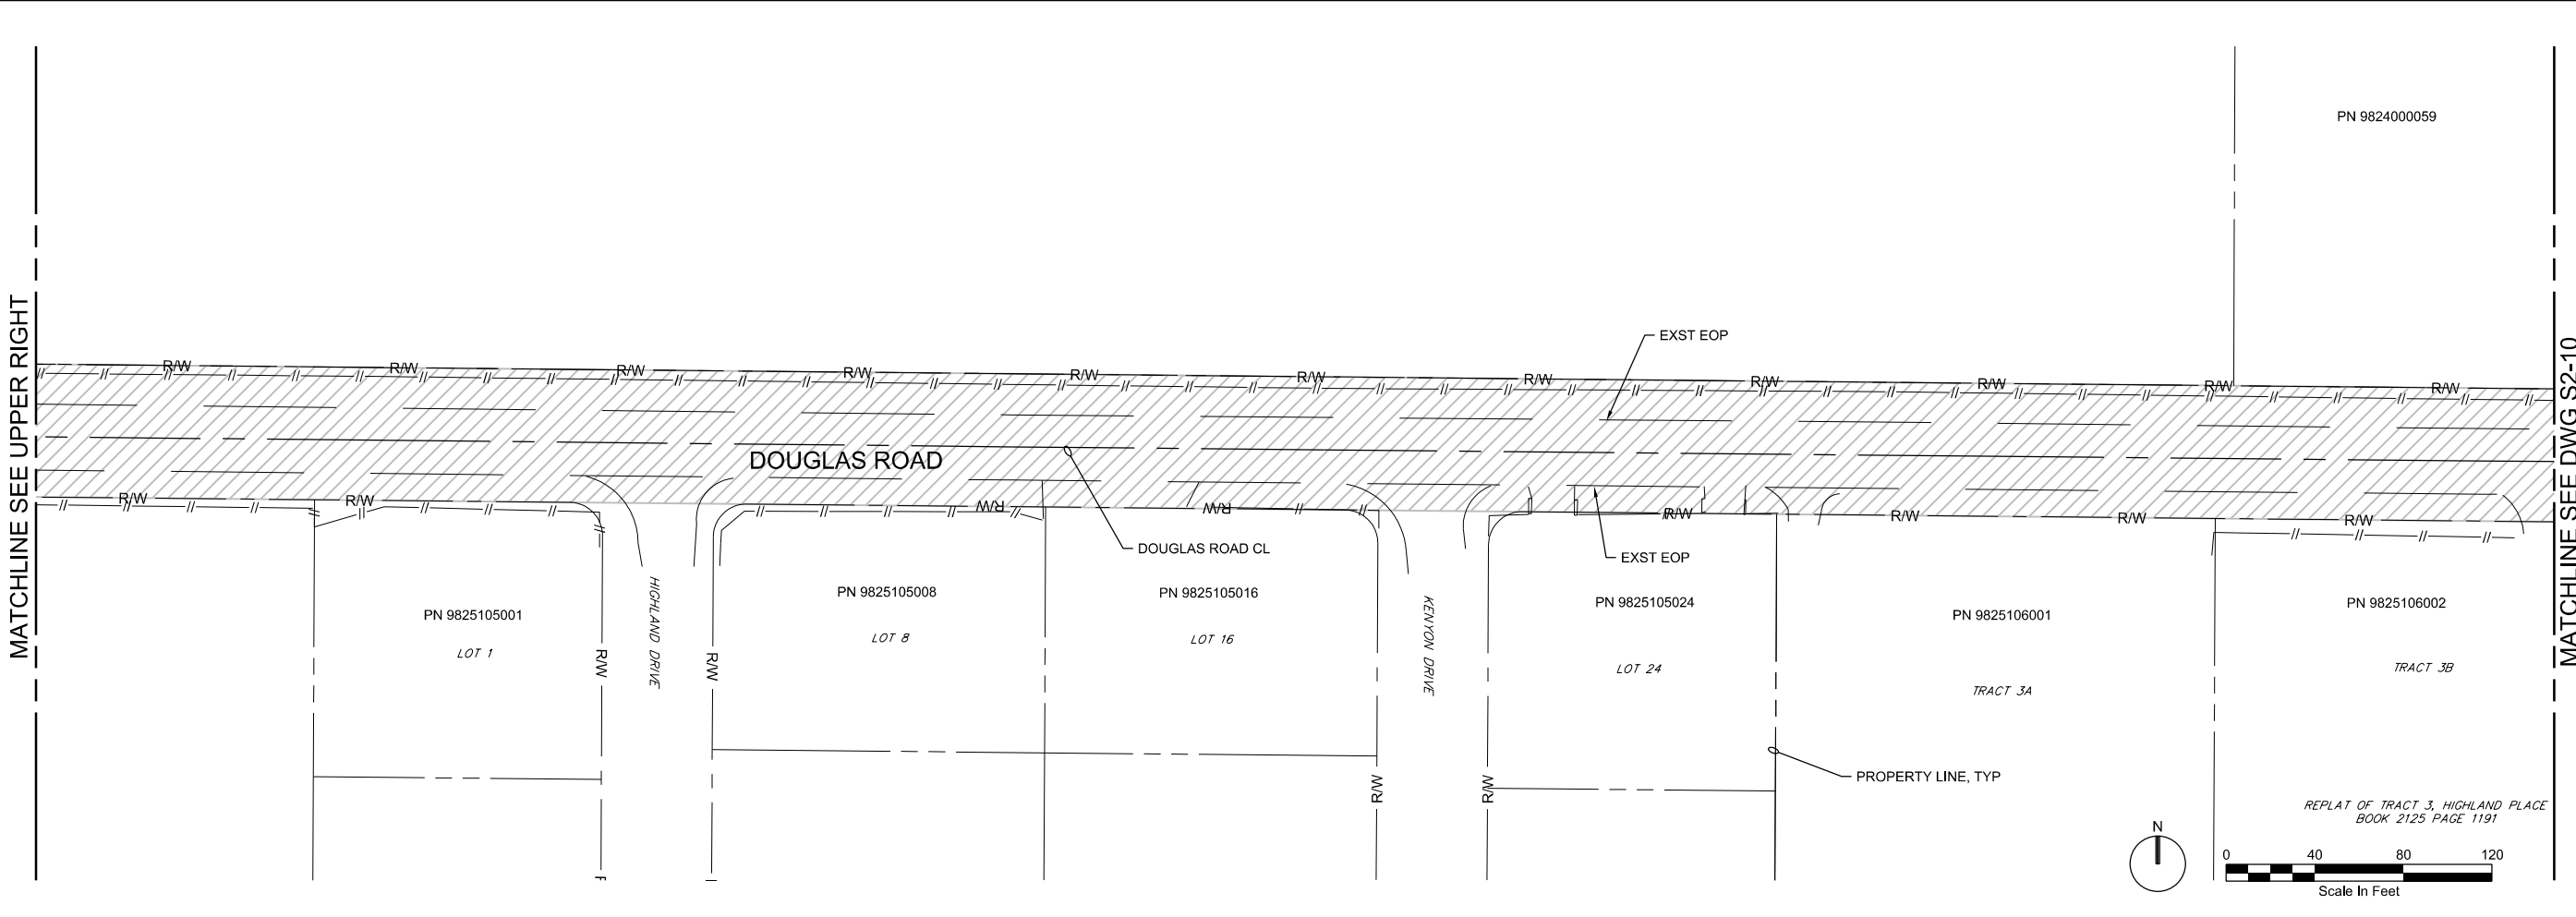 PN 9824000059
MATCHLINE SEE UPPER RIGHT
MATCHLINE SEE DWG S2-10
EXST EOP
R/W R/W R/W R/W R/W R/W R/W R/W R/W R/W R/W
DOUGLAS ROAD
R/W R/W R/W R/W R/W R/W R/W R/W
DOUGLAS ROAD CL
EXST EOP
PN 9825105001
LOT 1
HIGHLAND DRIVE
PN 9825105008
LOT 8
PN 9825105016
LOT 16
KENYON DRIVE
PN 9825105024
LOT 24
PN 9825106001
TRACT 3A
PN 9825106002
TRACT 3B
R/W
R/W
R/W
R/W
PROPERTY LINE, TYP
REPLAT OF TRACT 3, HIGHLAND PLACE
BOOK 2125 PAGE 1191
N
0 40 80 120
Scale In Feet